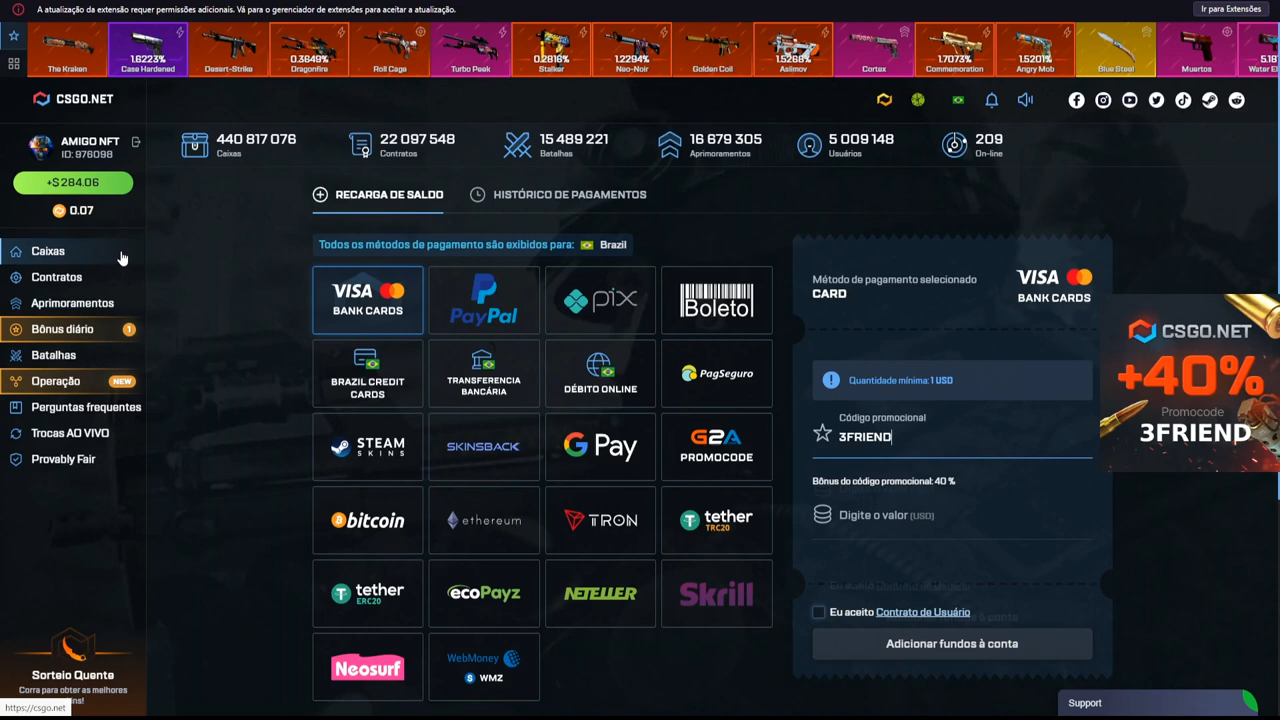 A atualização da extensão requer permissões adicionais. Vá para o gerenciador de extensões para aceitar a atualização.
Ir para Extensões
The Kraken
1.6223%
Case Hardened
Desert-Strike
0.3649%
Dragonfire
Roll Cage
Turbo Peek
0.2816%
Stalker
1.2294%
Neo-Noir
Golden Coil
1.5268%
Asiimov
Cortex
1.7073%
Commemoration
1.5201%
Angry Mob
Blue Steel
Muertos
CSGO.NET
AMIGO NFT
ID: 976098
+$ 284.06
0.07
440 817 076
Caixas
22 097 548
Contratos
15 489 221
Batalhas
16 679 305
Aprimoramentos
5 009 148
Usuários
209
On-line
Caixas
Contratos
Aprimoramentos
Bônus diário
1
Batalhas
Operação
NEW
Perguntas frequentes
Trocas AO VIVO
Provably Fair
Sorteio Quente
Corra para obter as melhores
https://csgo.net
RECARGA DE SALDO
HISTÓRICO DE PAGAMENTOS
Todos os métodos de pagamento são exibidos para:
Brazil
VISA
BANK CARDS
PayPal
pix
Boleto
BRAZIL CREDIT
CARDS
TRANSFERENCIA
BANCÁRIA
DÉBITO ONLINE
PagSeguro
STEAM
SKINS
SKINSBACK
G Pay
G2A
PROMOCODE
bitcoin
ethereum
TRON
tether
TRC20
tether
ERC20
ecoPayz
NETELLER
Skrill
Neosurf
WebMoney
WMZ
Método de pagamento selecionado
CARD
VISA
BANK CARDS
Quantidade mínima: 1 USD
Código promocional
3FRIEND
Bônus do código promocional: 40 %
Digite o valor (USD)
Eu aceito Contrato de Usuário
Adicionar fundos à conta
CSGO.NET
+40%
Promocode
3FRIEND
Support